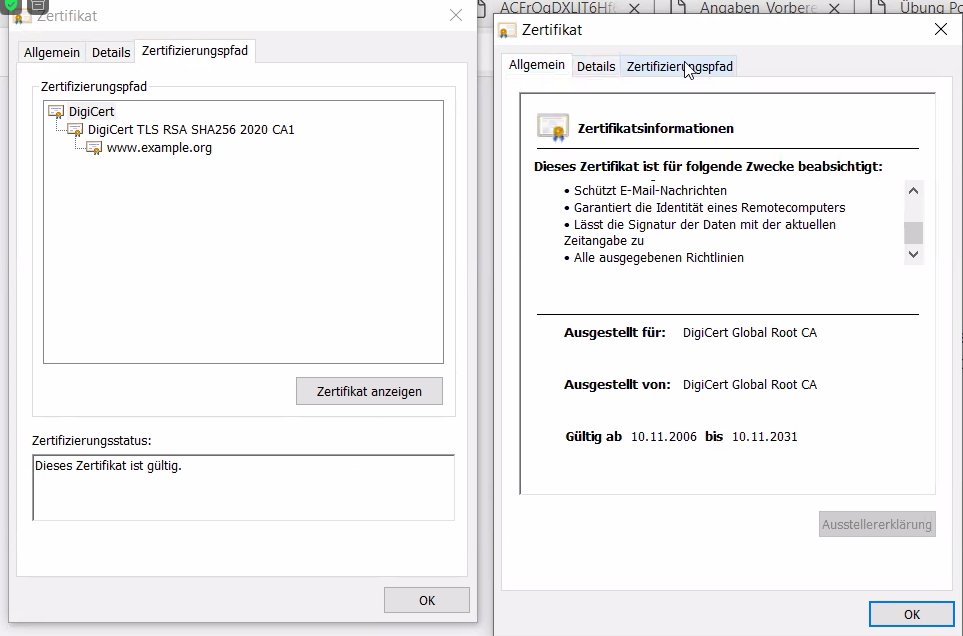 Zertifikat
Allgemein Details Zertifizierungspfad
Zertifizierungspfad
DigiCert
DigiCert TLS RSA SHA256 2020 CA1
www.example.org
Zertifikat anzeigen
Zertifizierungsstatus:
Dieses Zertifikat ist gültig.
OK
Angaben Vorbere
Übung Po
Zertifikat
Allgemein Details Zertifizierungspfad
Zertifikatsinformationen
Dieses Zertifikat ist für folgende Zwecke beabsichtigt:
• Schützt E-Mail-Nachrichten
• Garantiert die Identität eines Remotecomputers
• Lässt die Signatur der Daten mit der aktuellen
Zeitangabe zu
• Alle ausgegebenen Richtlinien
Ausgestellt für: DigiCert Global Root CA
Ausgestellt von: DigiCert Global Root CA
Gültig ab 10.11.2006 bis 10.11.2031
Ausstellererklärung
OK